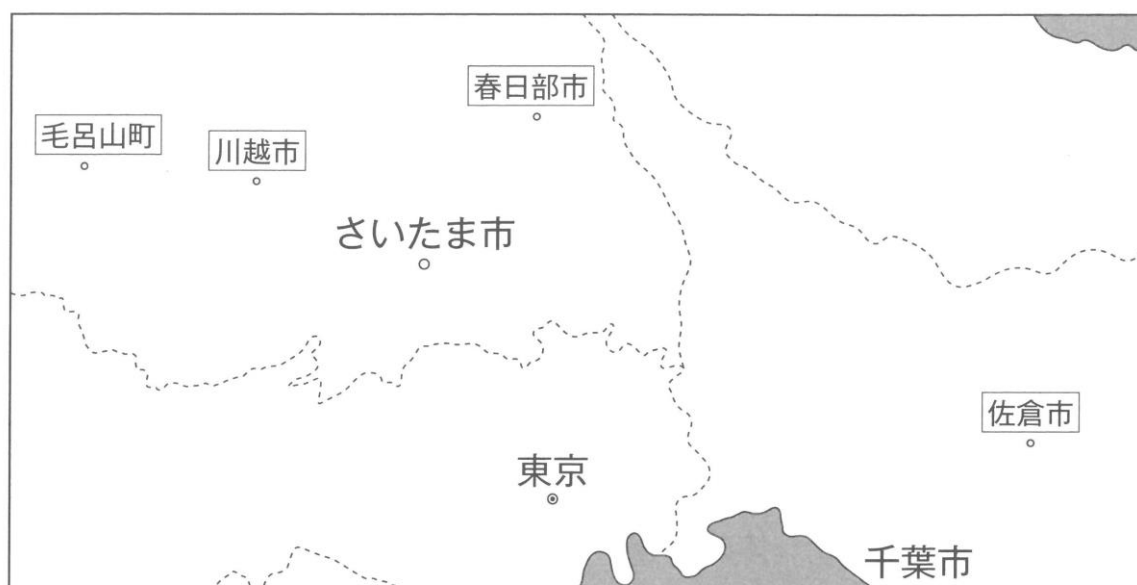 春日部市
毛呂山町
川越市
さいたま市
佐倉市
東京
千葉市